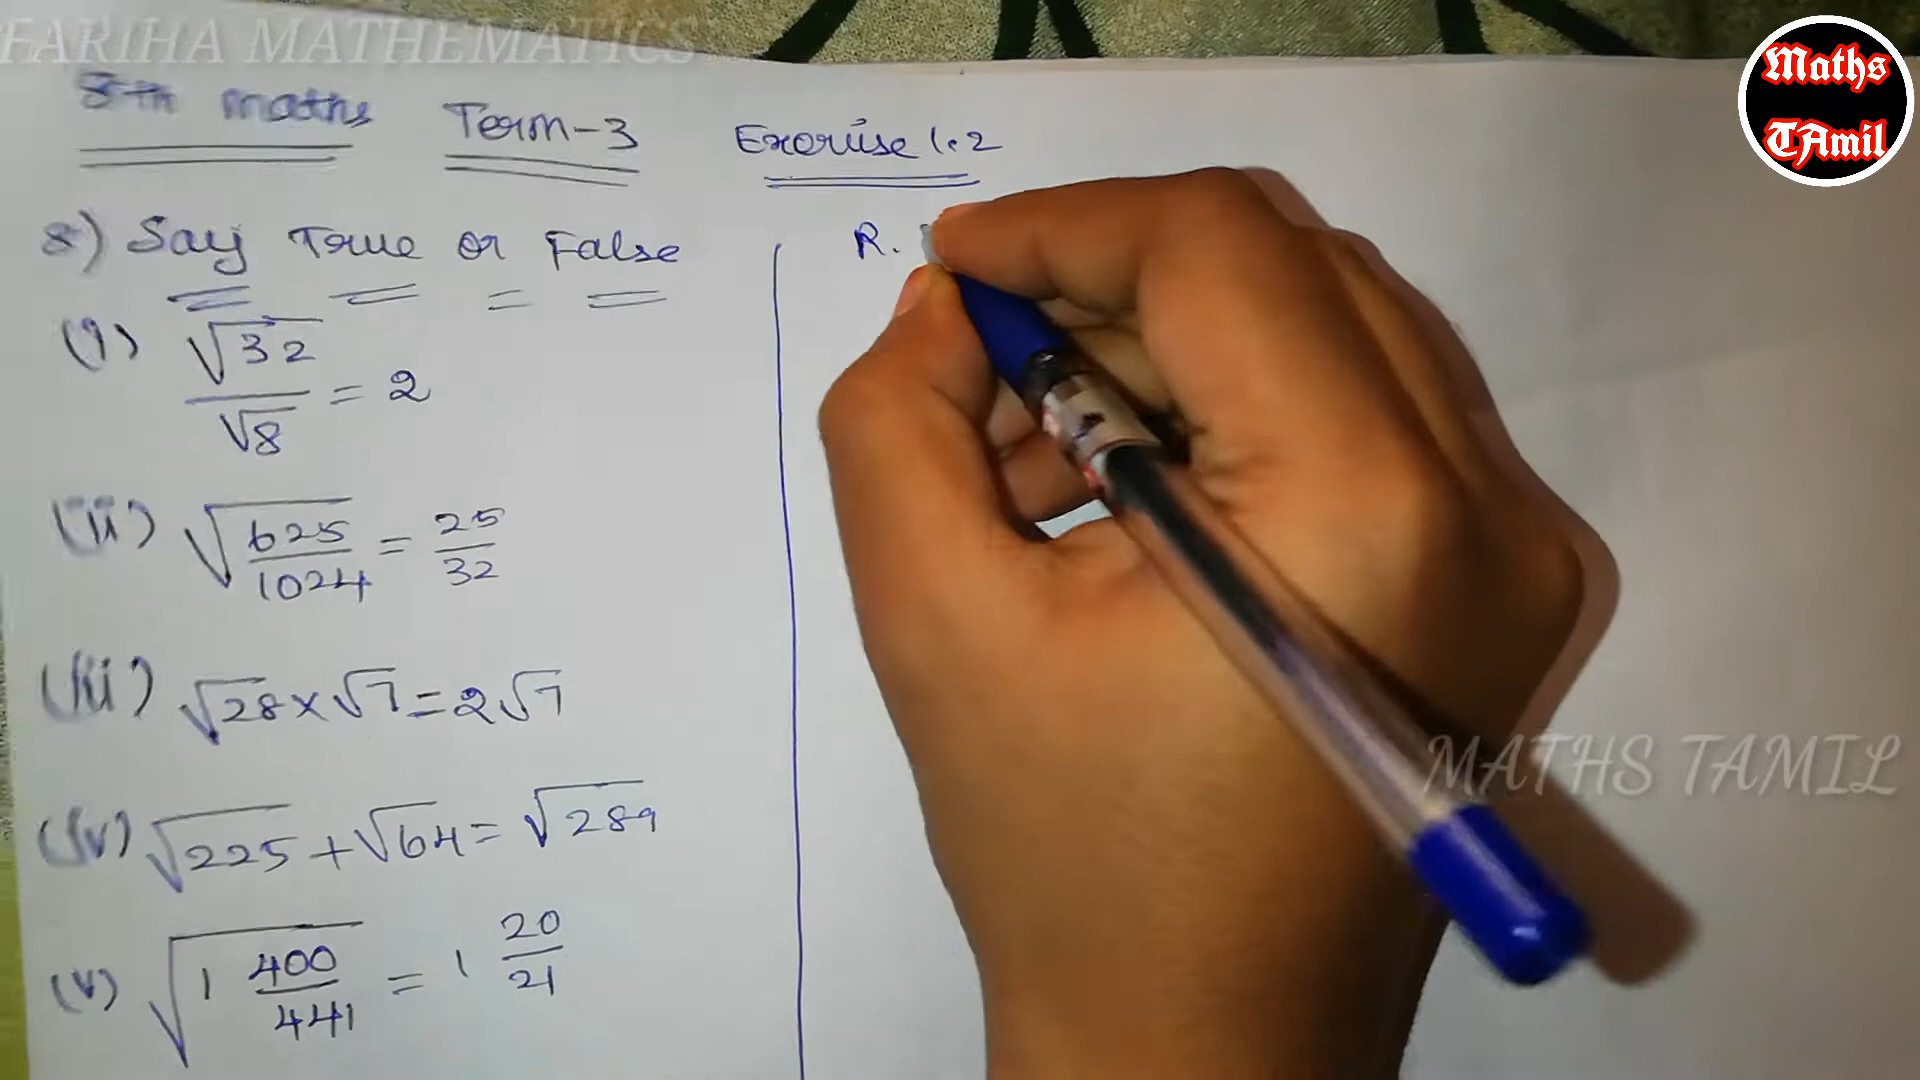 FARIHA MATHEMATICS
Maths
TAmil
8th maths Term-3 Exercise 1.2
8) Say True or False
(i) √32/√8 = 2
(ii) √(625/1024) = 25/32
(iii) √28 × √7 = 2√7
(iv) √225 + √64 = √289
(v) √(1 400/441) = 1 20/21
R.
MATHS TAMIL